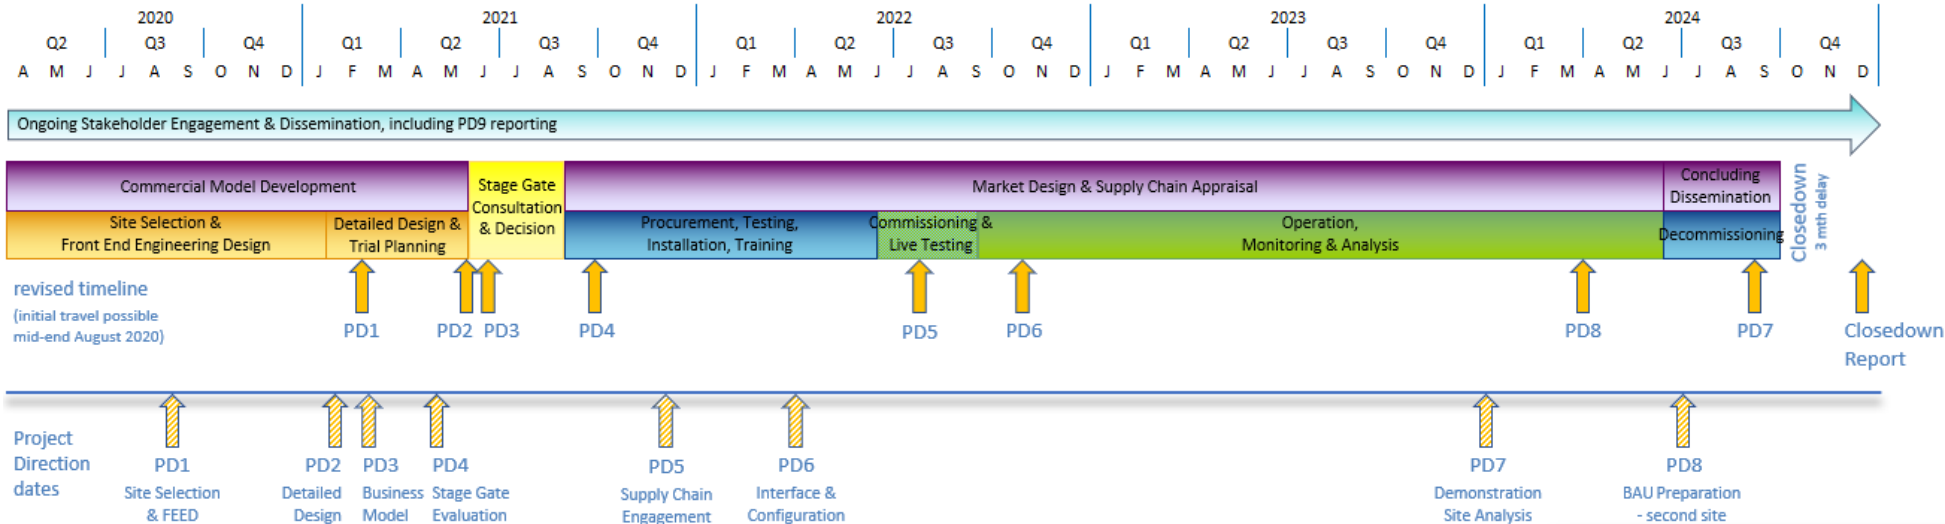 2020 2021 2022 2023 2024
Q2 Q3 Q4 Q1 Q2 Q3 Q4 Q1 Q2 Q3 Q4 Q1 Q2 Q3 Q4 Q1 Q2 Q3 Q4
A M J J A S O N D J F M A M J J A S O N D J F M A M J J A S O N D J F M A M J J A S O N D J F M A M J J A S O N D
Ongoing Stakeholder Engagement & Dissemination, including PD9 reporting
Commercial Model Development
Stage Gate
Consultation
& Decision
Market Design & Supply Chain Appraisal
Concluding
Dissemination
Site Selection &
Front End Engineering Design
Detailed Design &
Trial Planning
Procurement, Testing,
Installation, Training
Commissioning &
Live Testing
Operation,
Monitoring & Analysis
Decommissioning
Closedown
3 mth delay
revised timeline
(initial travel possible
mid-end August 2020)
PD1 PD2 PD3 PD4 PD5 PD6 PD8 PD7
Closedown
Report
Project
Direction
dates
PD1
Site Selection
& FEED
PD2
Detailed
Design
PD3
Business
Model
PD4
Stage Gate
Evaluation
PD5
Supply Chain
Engagement
PD6
Interface &
Configuration
PD7
Demonstration
Site Analysis
PD8
BAU Preparation
- second site